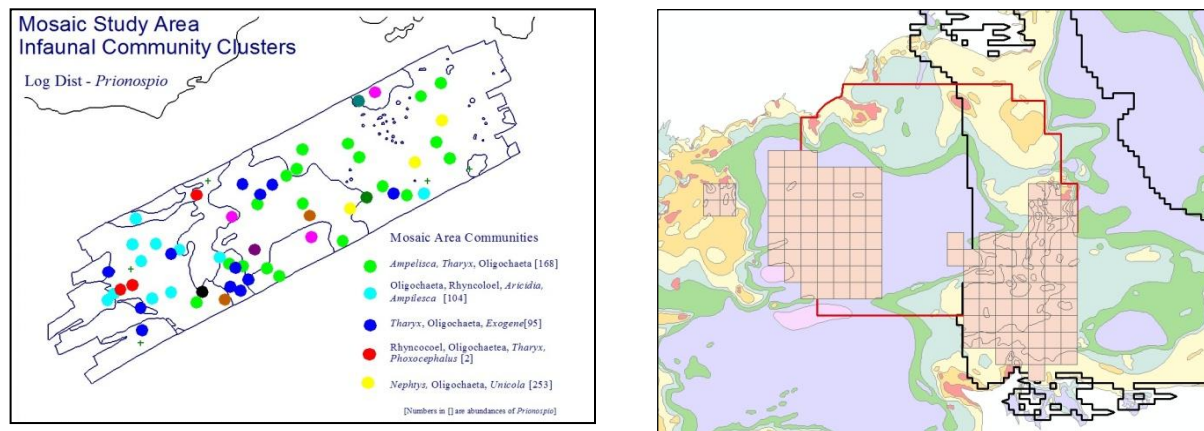 Mosaic Study Area
Infaunal Community Clusters
Log Dist - Prionospio
Mosaic Area Communities
Ampelisca, Tharyx, Oligochaeta [168]
Oligochaeta, Rhyncoloel, Aricidia,
Ampilesca [104]
Tharyx, Oligochaeta, Exogene[95]
Rhyncocoel, Oligochaetea, Tharyx,
Phoxocephalus [2]
Nephtys, Oligochaeta, Unicola [253]
[Numbers in [] are abundances of Prionospio]